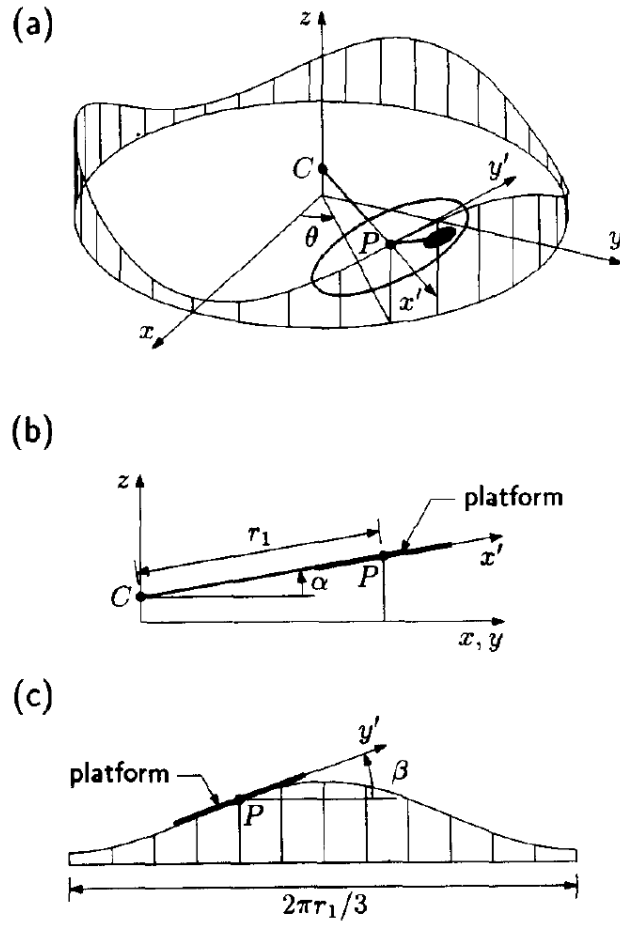 (a)
z
C
y′
P
θ
x′
y
x
(b)
z
platform
r₁
x′
C
α
P
x, y
(c)
y′
platform
β
P
2πr₁/3